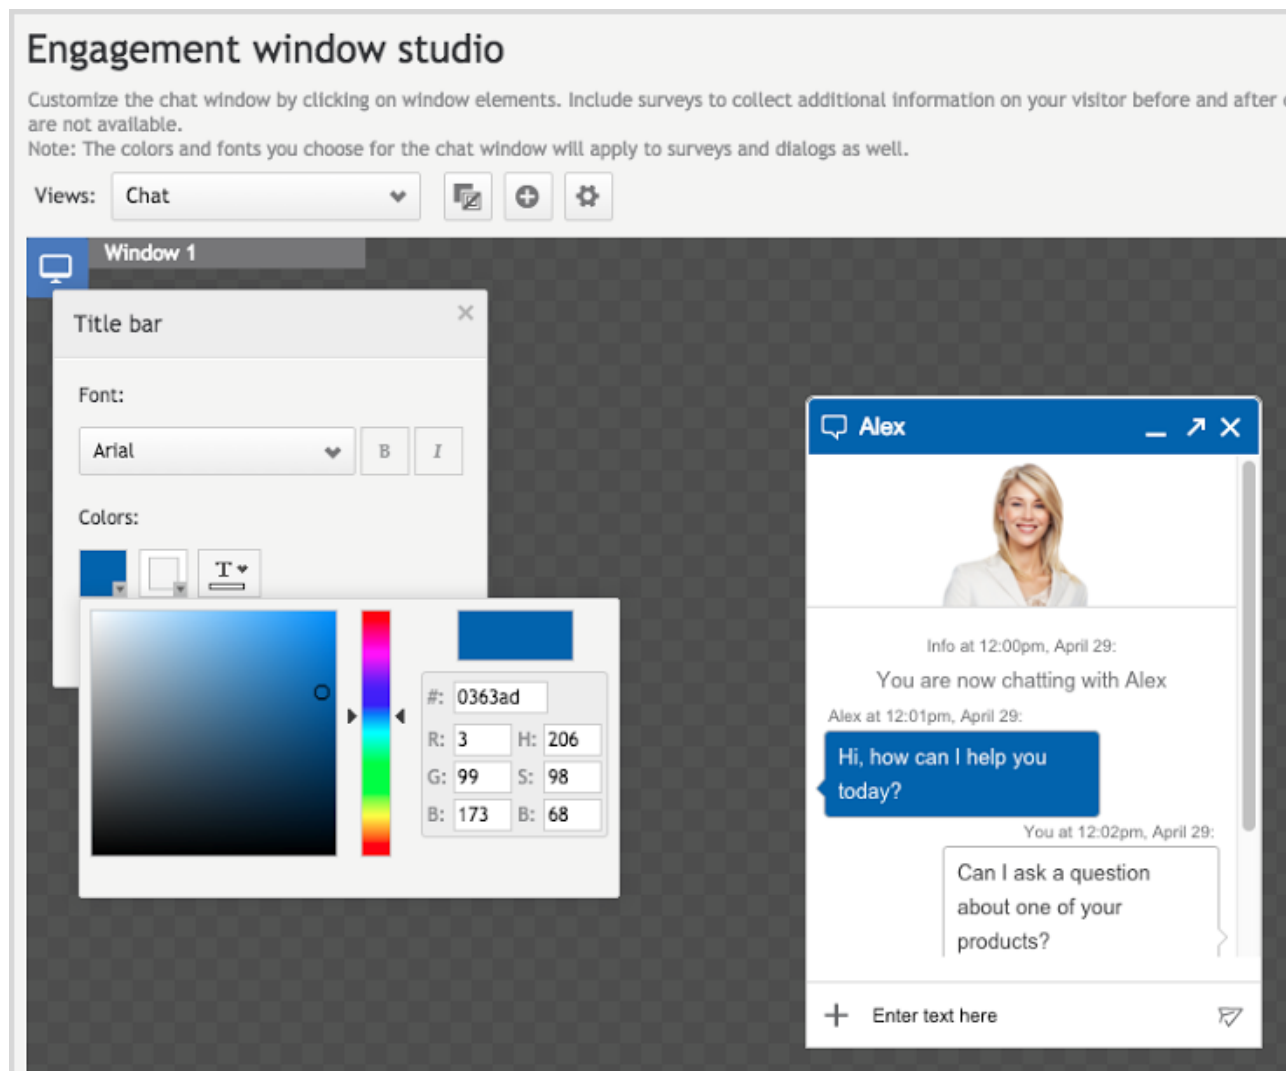 Engagement window studio
Customize the chat window by clicking on window elements. Include surveys to collect additional information on your visitor before and after
are not available.
Note: The colors and fonts you choose for the chat window will apply to surveys and dialogs as well.
Views: Chat
Window 1
Title bar
Font:
Arial B I
Colors:
T
#: 0363ad
R: 3 H: 206
G: 99 S: 98
B: 173 B: 68
Alex
Info at 12:00pm, April 29:
You are now chatting with Alex
Alex at 12:01pm, April 29:
Hi, how can I help you
today?
You at 12:02pm, April 29:
Can I ask a question
about one of your
products?
Enter text here